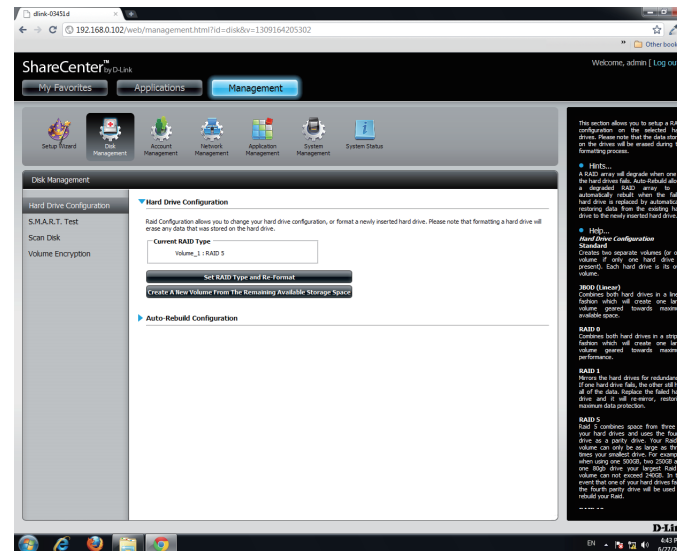 dlink-03451d
192.168.0.102/web/management.html?id=disk&v=1309164205302
Other book
ShareCenter™ by D-Link
Welcome, admin [ Log ou
My Favorites
Applications
Management
Setup Wizard
Disk Management
Account Management
Network Management
Application Management
System Management
System Status
Disk Management
Hard Drive Configuration
S.M.A.R.T. Test
Scan Disk
Volume Encryption
Hard Drive Configuration
Raid Configuration allows you to change your hard drive configuration, or format a newly inserted hard drive. Please note that formatting a hard drive will
erase any data that was stored on the hard drive.
Current RAID Type
Volume_1 : RAID 5
Set RAID Type and Re-Format
Create A New Volume From The Remaining Available Storage Space
Auto-Rebuild Configuration
This section allows you to setup a RA
configuration on the selected ha
drives. Please note that the data stor
on the drives will be erased during t
formatting process.
Hints...
A RAID array will degrade when one
the hard drives fails. Auto-Rebuild allo
a degraded RAID array to
automatically rebuilt when the fail
hard drive is replaced by automatica
restoring data from the existing ha
drive to the newly inserted hard drive.
Help...
Hard Drive Configuration
Standard
Creates two separate volumes (or o
volume if only one hard drive
present). Each hard drive is its o
volume.
JBOD (Linear)
Combines both hard drives in a line
fashion which will create one lar
volume geared towards maxim
available space.
RAID 0
Combines both hard drives in a strip
fashion which will create one lar
volume geared towards maxim
performance.
RAID 1
Mirrors the hard drives for redundanc
If one hard drive fails, the other still h
all of the data. Replace the failed ha
drive and it will re-mirror, restori
maximum data protection.
RAID 5
Raid 5 combines space from three
your hard drives and uses the fou
drive as a parity drive. Your Raid
volume can only be as large as thr
times your smallest drive. For examp
when using one 500GB, two 250GB a
one 80gb drive your largest Raid
volume can not exceed 240GB. In t
event that one of your hard drives fa
the fourth parity drive will be used
rebuild your Raid.
D-Lin
EN
4:43 P
6/27/2